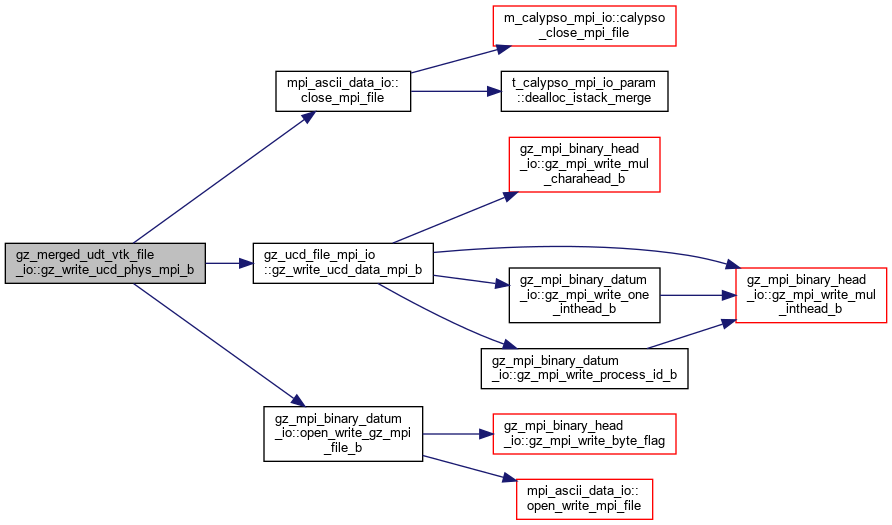 m_calypso_mpi_io::calypso
_close_mpi_file
mpi_ascii_data_io::
close_mpi_file
t_calypso_mpi_io_param
::dealloc_istack_merge
gz_mpi_binary_head
_io::gz_mpi_write_mul
_charahead_b
gz_merged_udt_vtk_file
_io::gz_write_ucd_phys_mpi_b
gz_ucd_file_mpi_io
::gz_write_ucd_data_mpi_b
gz_mpi_binary_datum
_io::gz_mpi_write_one
_inthead_b
gz_mpi_binary_head
_io::gz_mpi_write_mul
_inthead_b
gz_mpi_binary_datum
_io::gz_mpi_write_process_id_b
gz_mpi_binary_datum
_io::open_write_gz_mpi
_file_b
gz_mpi_binary_head
_io::gz_mpi_write_byte_flag
mpi_ascii_data_io::
open_write_mpi_file